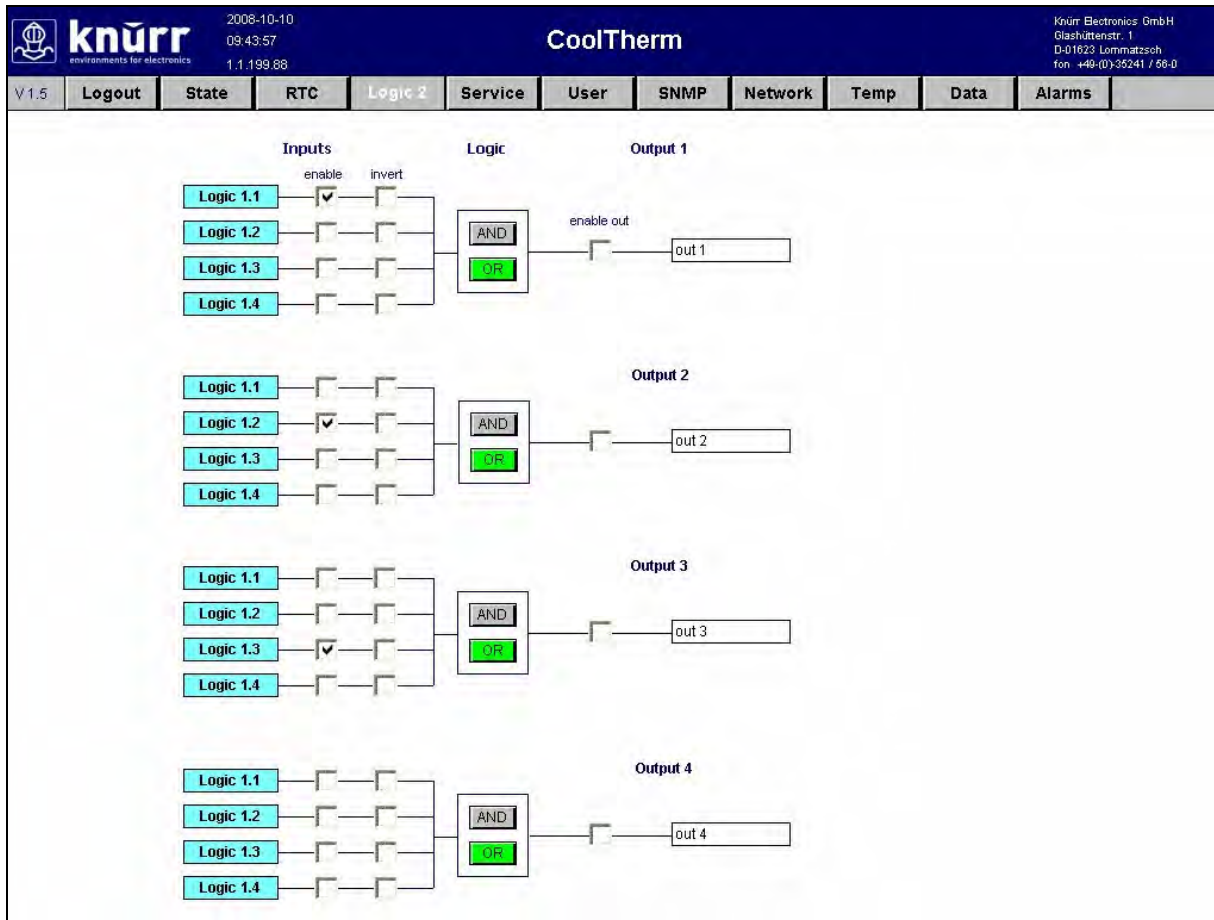 2008-10-10
knürr
environments for electronics
09:43:57
1.1.199.88
CoolTherm
Knürr Electronics GmbH
Glashüttenstr. 1
D-01623 Lommatzsch
fon +49-(0)-35241 / 56-0
V 1.5 Logout State RTC Logic 2 Service User SNMP Network Temp Data Alarms
Inputs Logic Output 1
enable invert
Logic 1.1
enable out
Logic 1.2 AND
out 1
Logic 1.3 OR
Logic 1.4
Output 2
Logic 1.1
Logic 1.2 AND
out 2
Logic 1.3 OR
Logic 1.4
Output 3
Logic 1.1
Logic 1.2 AND
out 3
Logic 1.3 OR
Logic 1.4
Output 4
Logic 1.1
Logic 1.2 AND
out 4
Logic 1.3 OR
Logic 1.4